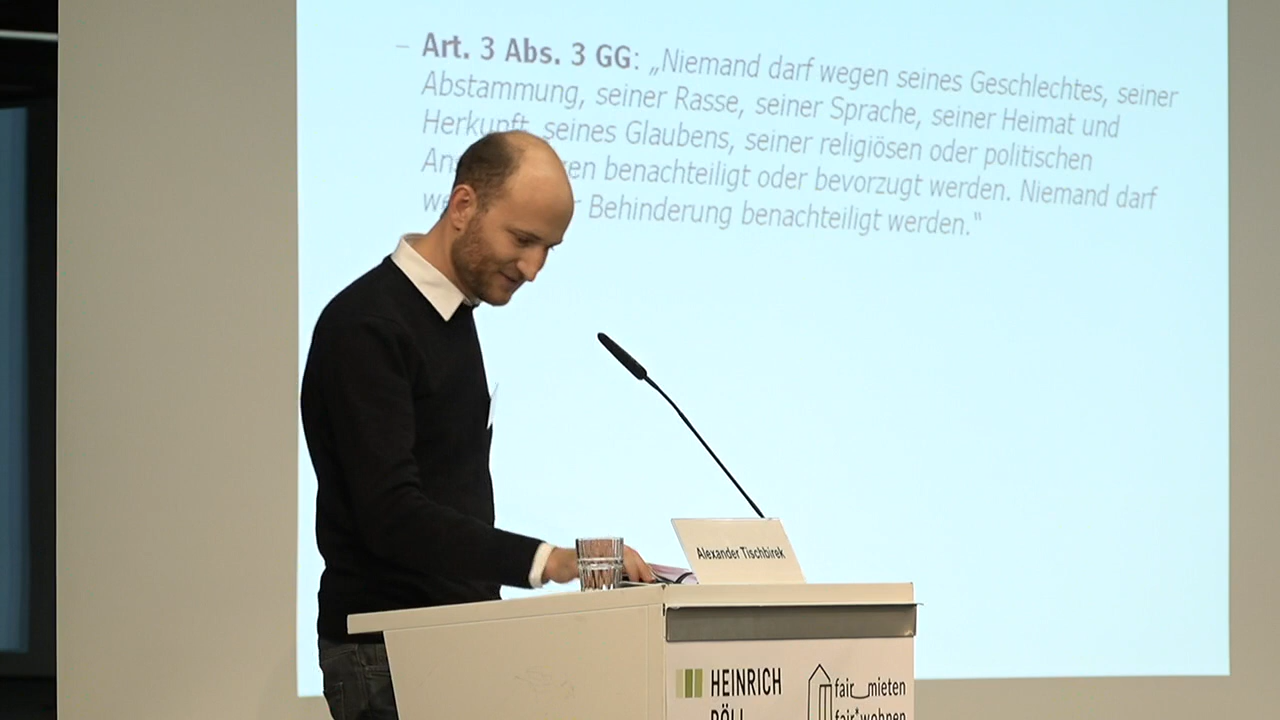 – Art. 3 Abs. 3 GG: „Niemand darf wegen seines Geschlechtes, seiner
Abstammung, seiner Rasse, seiner Sprache, seiner Heimat und
Herkunft, seines Glaubens, seiner religiösen oder politischen
benachteiligt oder bevorzugt werden. Niemand darf
Behinderung benachteiligt werden.“
Alexander Tischbirek
HEINRICH
BÖLL
fair mieten
fair*wohnen